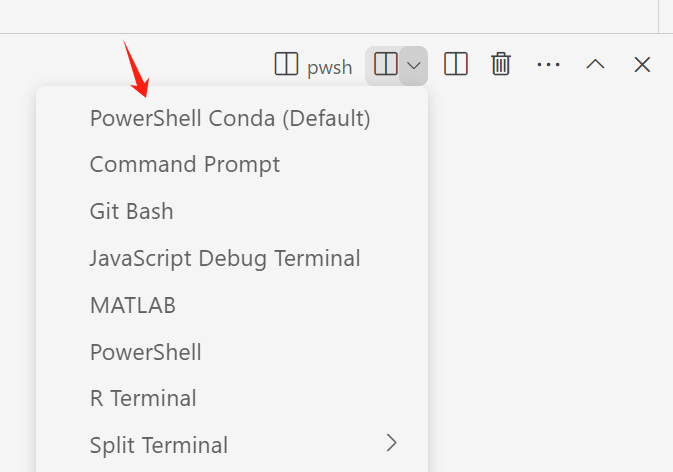 pwsh
PowerShell Conda (Default)
Command Prompt
Git Bash
JavaScript Debug Terminal
MATLAB
PowerShell
R Terminal
Split Terminal